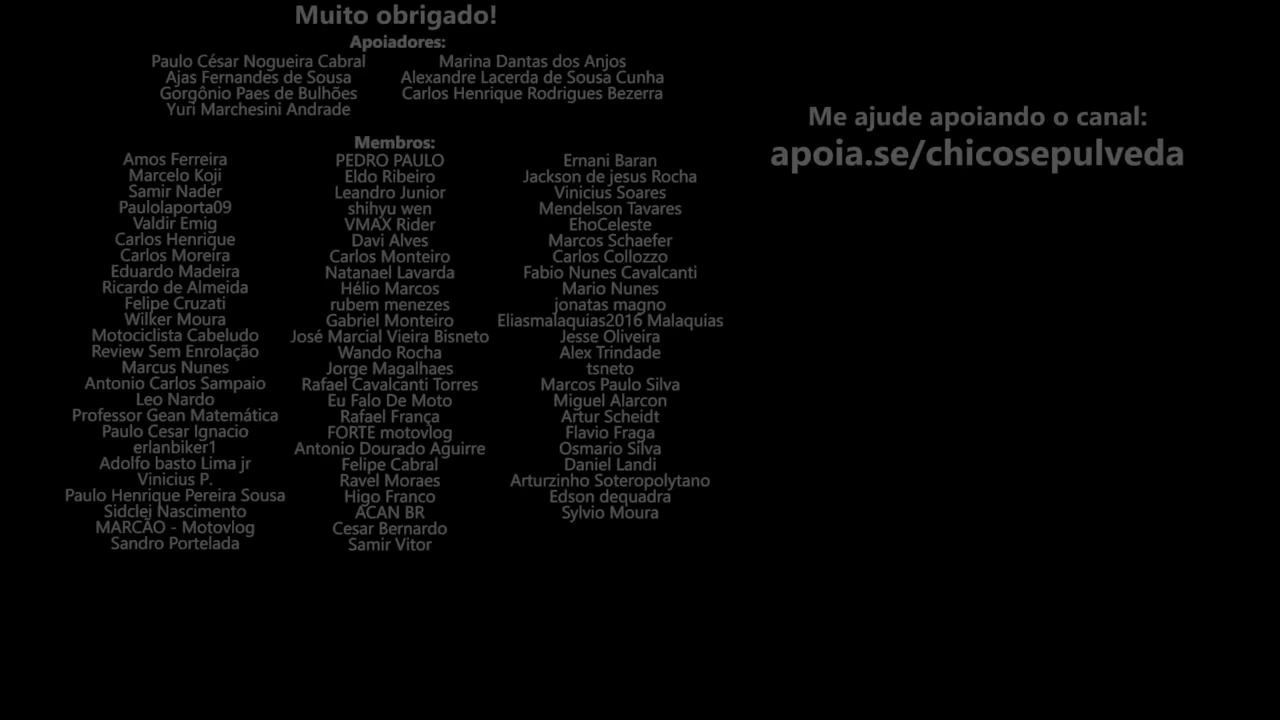 Muito obrigado!
Apoiadores:
Paulo César Nogueira Cabral
Ajas Fernandes de Sousa
Gorgônio Paes de Bulhões
Yuri Marchesini Andrade
Marina Dantas dos Anjos
Alexandre Lacerda de Sousa Cunha
Carlos Henrique Rodrigues Bezerra
Membros:
Amos Ferreira
Marcelo Koji
Samir Nader
Paulolaporta09
Valdir Emig
Carlos Henrique
Carlos Moreira
Eduardo Madeira
Ricardo de Almeida
Felipe Cruzati
Wilker Moura
Motociclista Cabeludo
Review Sem Enrolação
Marcus Nunes
Antonio Carlos Sampaio
Leo Nardo
Professor Gean Matemática
Paulo Cesar Ignacio
erlanbiker1
Adolfo basto Lima jr
Vinicius P.
Paulo Henrique Pereira Sousa
Sidclei Nascimento
MARCÃO - Motovlog
Sandro Portelada
PEDRO PAULO
Eldo Ribeiro
Leandro Junior
shihyu wen
VMAX Rider
Davi Alves
Carlos Monteiro
Natanael Lavarda
Hélio Marcos
rubem menezes
Gabriel Monteiro
José Marcial Vieira Bisneto
Wando Rocha
Jorge Magalhaes
Rafael Cavalcanti Torres
Eu Falo De Moto
Rafael França
FORTE motovlog
Antonio Dourado Aguirre
Felipe Cabral
Ravel Moraes
Higo Franco
ACAN BR
Cesar Bernardo
Samir Vitor
Ernani Baran
Jackson de jesus Rocha
Vinicius Soares
Mendelson Tavares
EhoCeleste
Marcos Schaefer
Carlos Collozzo
Fabio Nunes Cavalcanti
Mario Nunes
jonatas magno
Eliasmalaquias2016 Malaquias
Jesse Oliveira
Alex Trindade
tsneto
Marcos Paulo Silva
Miguel Alarcon
Artur Scheidt
Flavio Fraga
Osmario Silva
Daniel Landi
Arturzinho Soteropolytano
Edson dequadra
Sylvio Moura
Me ajude apoiando o canal:
apoia.se/chicosepulveda